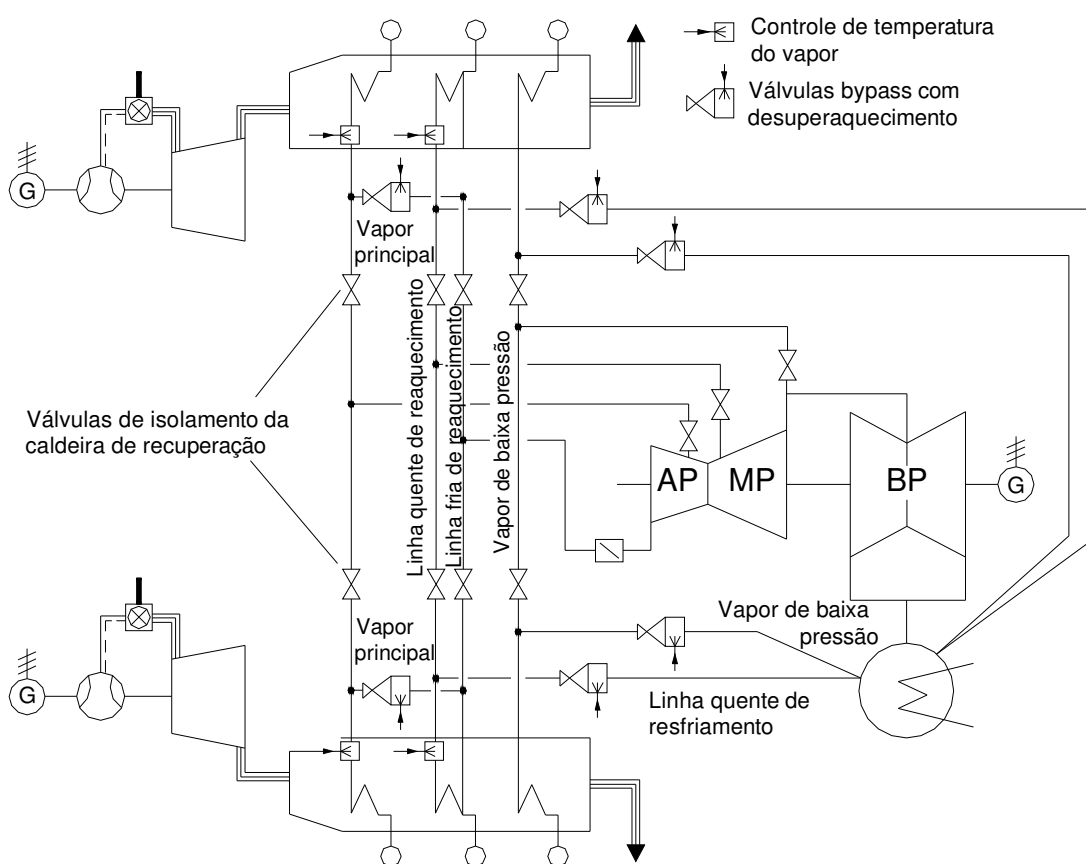 Controle de temperatura
do vapor
Válvulas bypass com
desuperaquecimento
G
Vapor
principal
Linha quente de reaquecimento
Linha fria de reaquecimento
Vapor de baixa pressão
Válvulas de isolamento da
caldeira de recuperação
AP
MP
BP
G
Vapor
principal
Vapor de baixa
pressão
G
Linha quente de
resfriamento